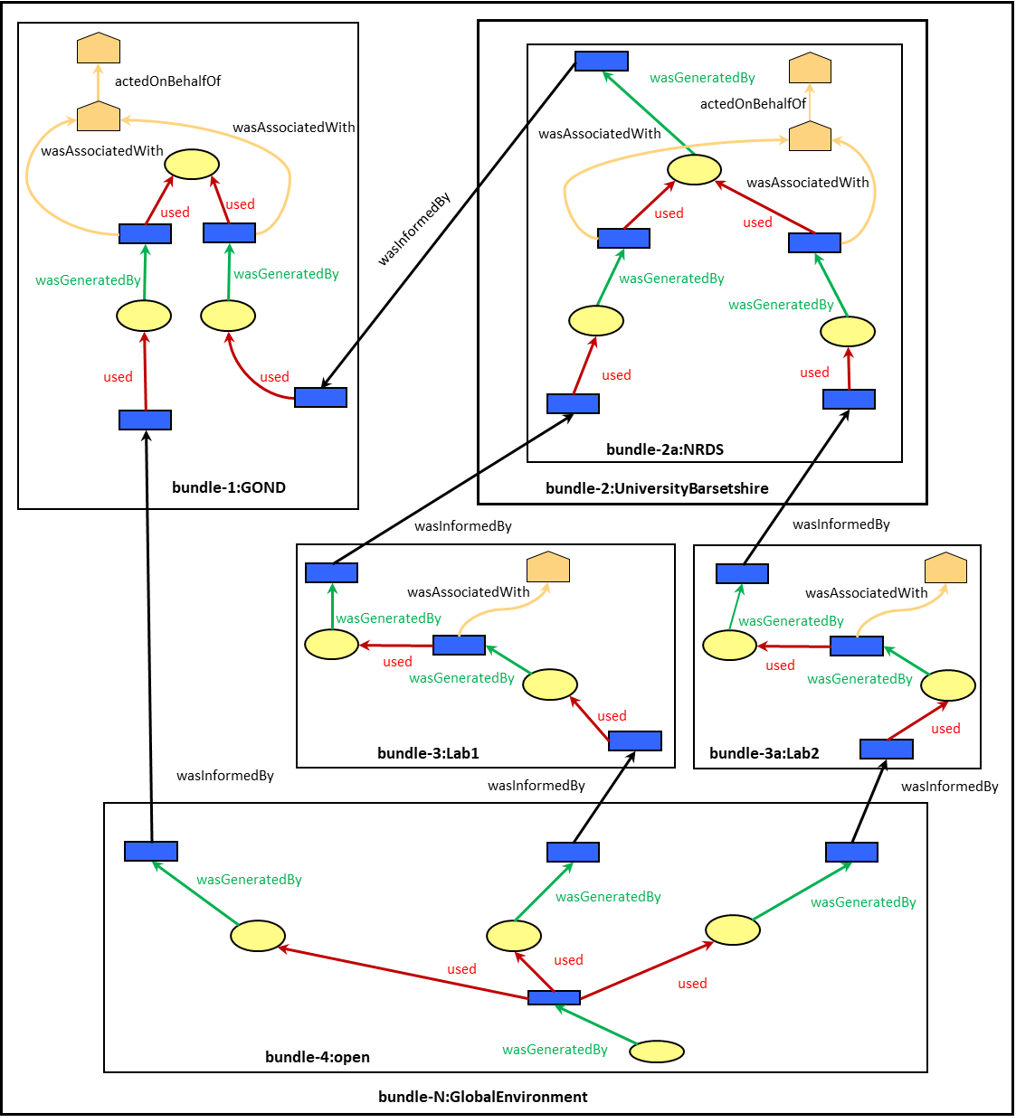 actedOnBehalfOf
wasAssociatedWith
wasAssociatedWith
used
used
wasGeneratedBy
wasGeneratedBy
used
used
bundle-1:GOND
wasInformedBy
wasGeneratedBy
actedOnBehalfOf
wasAssociatedWith
wasAssociatedWith
used
used
wasGeneratedBy
wasGeneratedBy
used
used
bundle-2a:NRDS
bundle-2:UniversityBarsetshire
wasInformedBy
wasInformedBy
wasAssociatedWith
wasGeneratedBy
used
wasGeneratedBy
used
bundle-3:Lab1
wasAssociatedWith
wasGeneratedBy
used
wasGeneratedBy
used
bundle-3a:Lab2
wasInformedBy
wasInformedBy
wasInformedBy
wasGeneratedBy
wasGeneratedBy
wasGeneratedBy
used
used
used
wasGeneratedBy
bundle-4:open
bundle-N:GlobalEnvironment